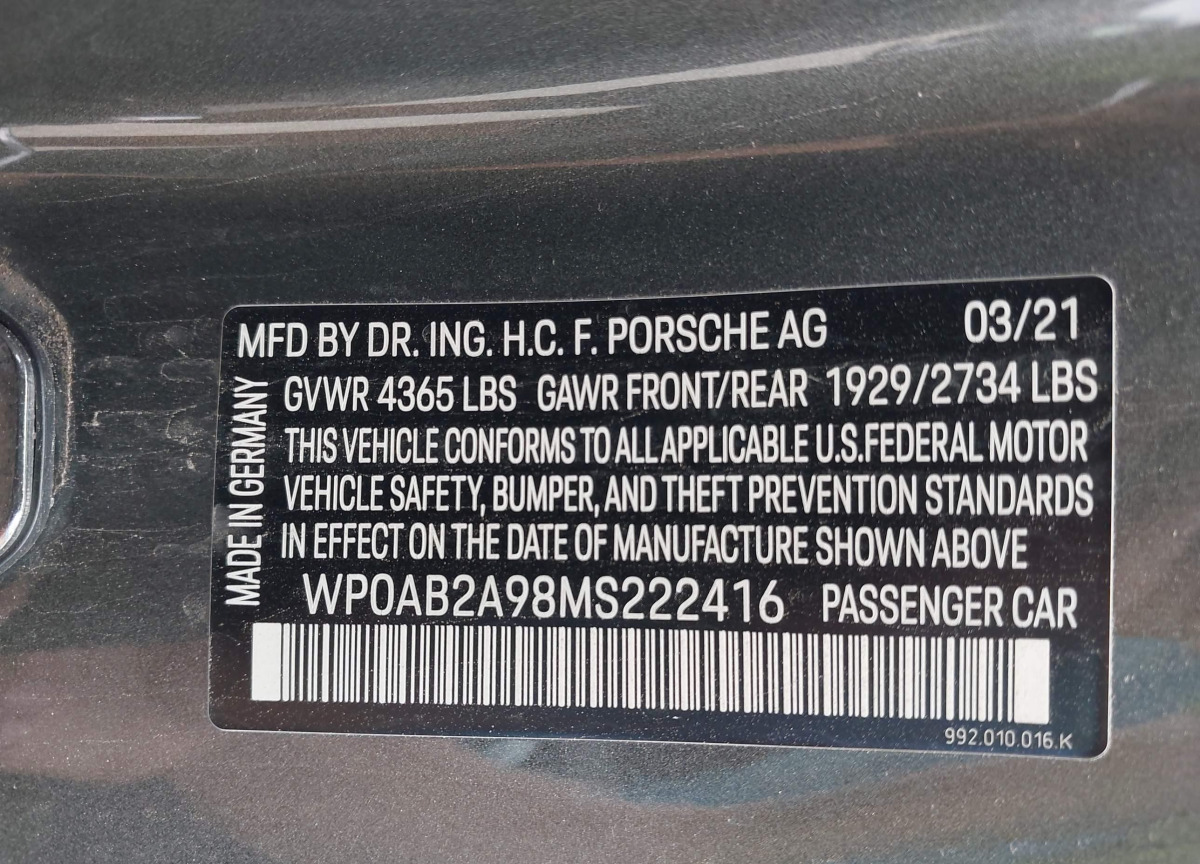 MFD BY DR. ING. H.C. F. PORSCHE AG 03/21
GVWR 4365 LBS GAWR FRONT/REAR 1929/2734 LBS
THIS VEHICLE CONFORMS TO ALL APPLICABLE U.S.FEDERAL MOTOR
VEHICLE SAFETY, BUMPER, AND THEFT PREVENTION STANDARDS
IN EFFECT ON THE DATE OF MANUFACTURE SHOWN ABOVE
WP0AB2A98MS222416 PASSENGER CAR
992.010.016.K
MADE IN GERMANY